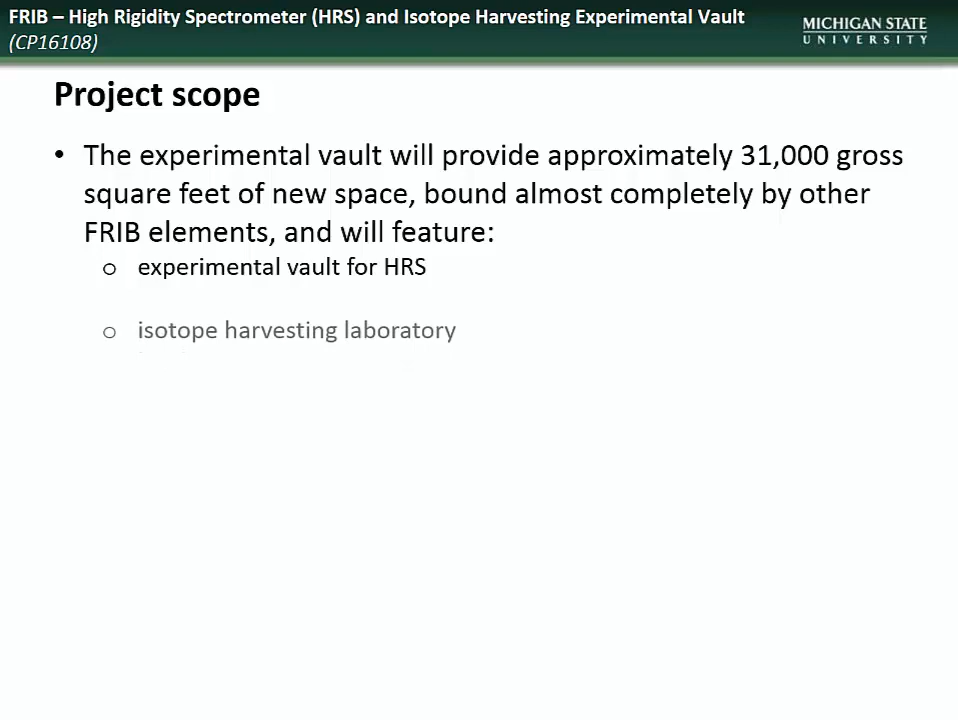 FRIB – High Rigidity Spectrometer (HRS) and Isotope Harvesting Experimental Vault
(CP16108)
MICHIGAN STATE
UNIVERSITY
Project scope
• The experimental vault will provide approximately 31,000 gross
square feet of new space, bound almost completely by other
FRIB elements, and will feature:
o experimental vault for HRS
o isotope harvesting laboratory